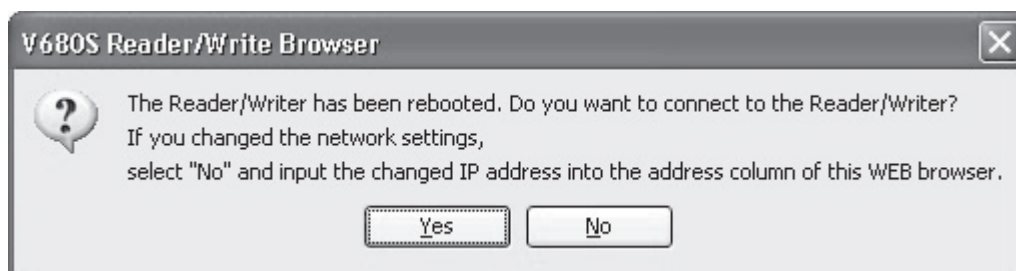 V680S Reader/Write Browser
The Reader/Writer has been rebooted. Do you want to connect to the Reader/Writer?
If you changed the network settings,
select "No" and input the changed IP address into the address column of this WEB browser.
Yes
No